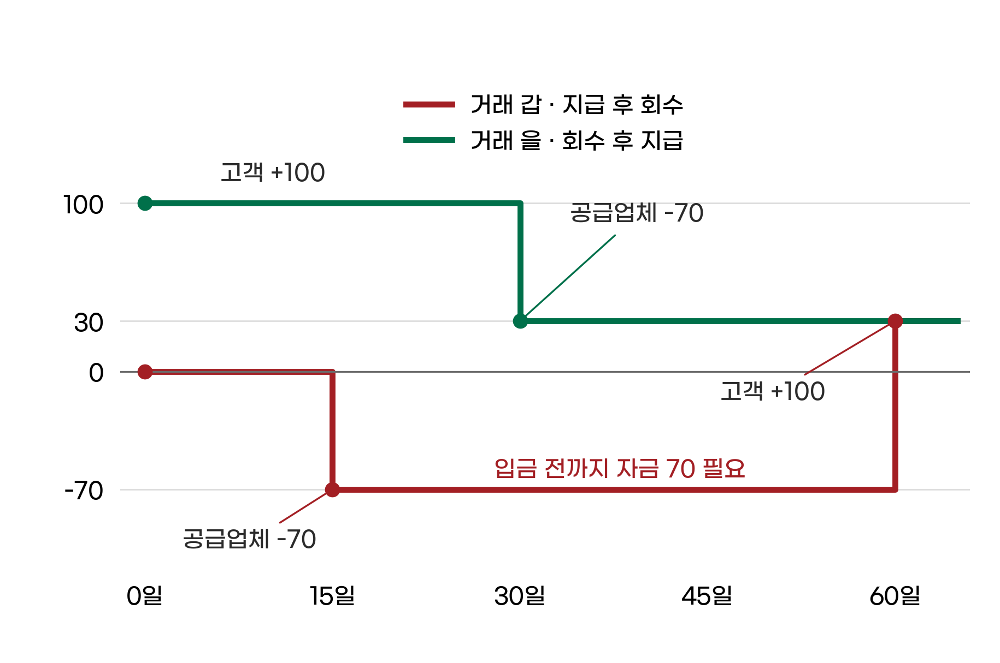 거래 갑 · 지급 후 회수
거래 을 · 회수 후 지급
고객 +100
100
공급업체 -70
30
0
고객 +100
입금 전까지 자금 70 필요
-70
공급업체 -70
0일 15일 30일 45일 60일